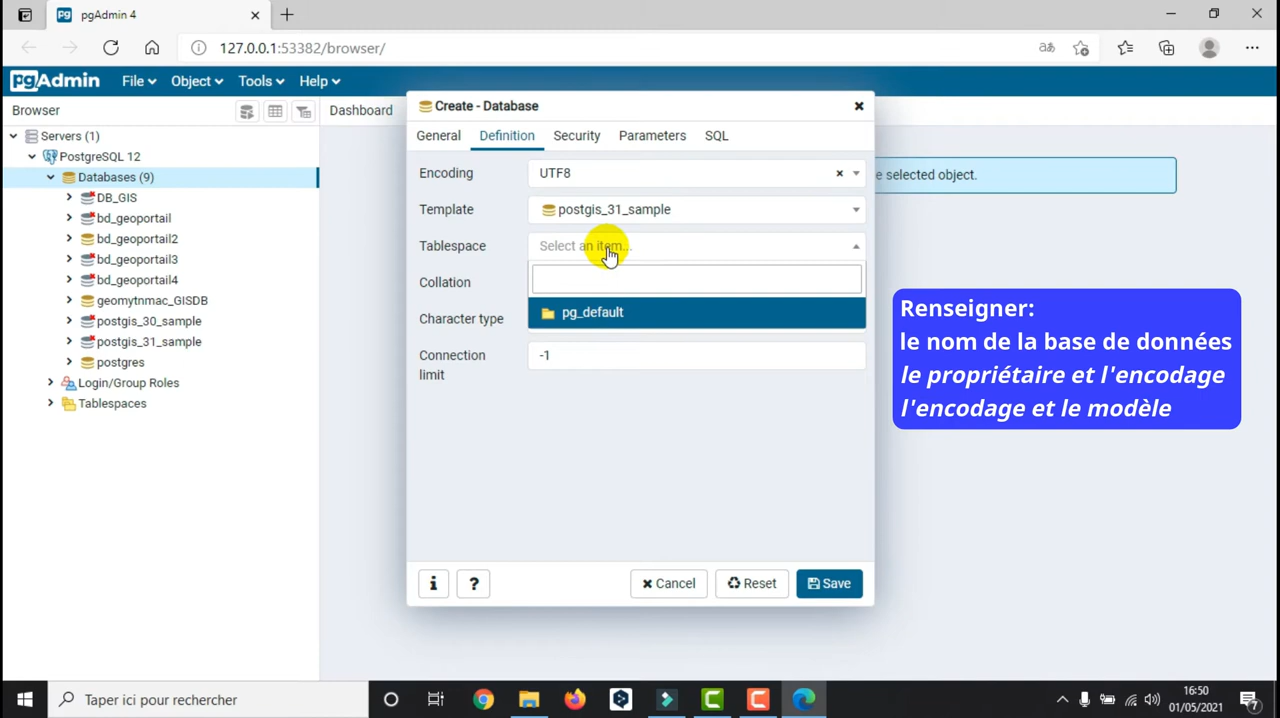 pgAdmin 4
127.0.0.1:53382/browser/
pgAdmin
File
Object
Tools
Help
Browser
Dashboard
Servers (1)
PostgreSQL 12
Databases (9)
DB_GIS
bd_geoportail
bd_geoportail2
bd_geoportail3
bd_geoportail4
geomytnmac_GISDB
postgis_30_sample
postgis_31_sample
postgres
Login/Group Roles
Tablespaces
Create - Database
General
Definition
Security
Parameters
SQL
Encoding
UTF8
Template
postgis_31_sample
Tablespace
Select an item...
pg_default
Collation
Character type
Connection
limit
-1
Cancel
Reset
Save
e selected object.
Renseigner:
le nom de la base de données
le propriétaire et l'encodage
l'encodage et le modèle
Taper ici pour rechercher
16:50
01/05/2021
7